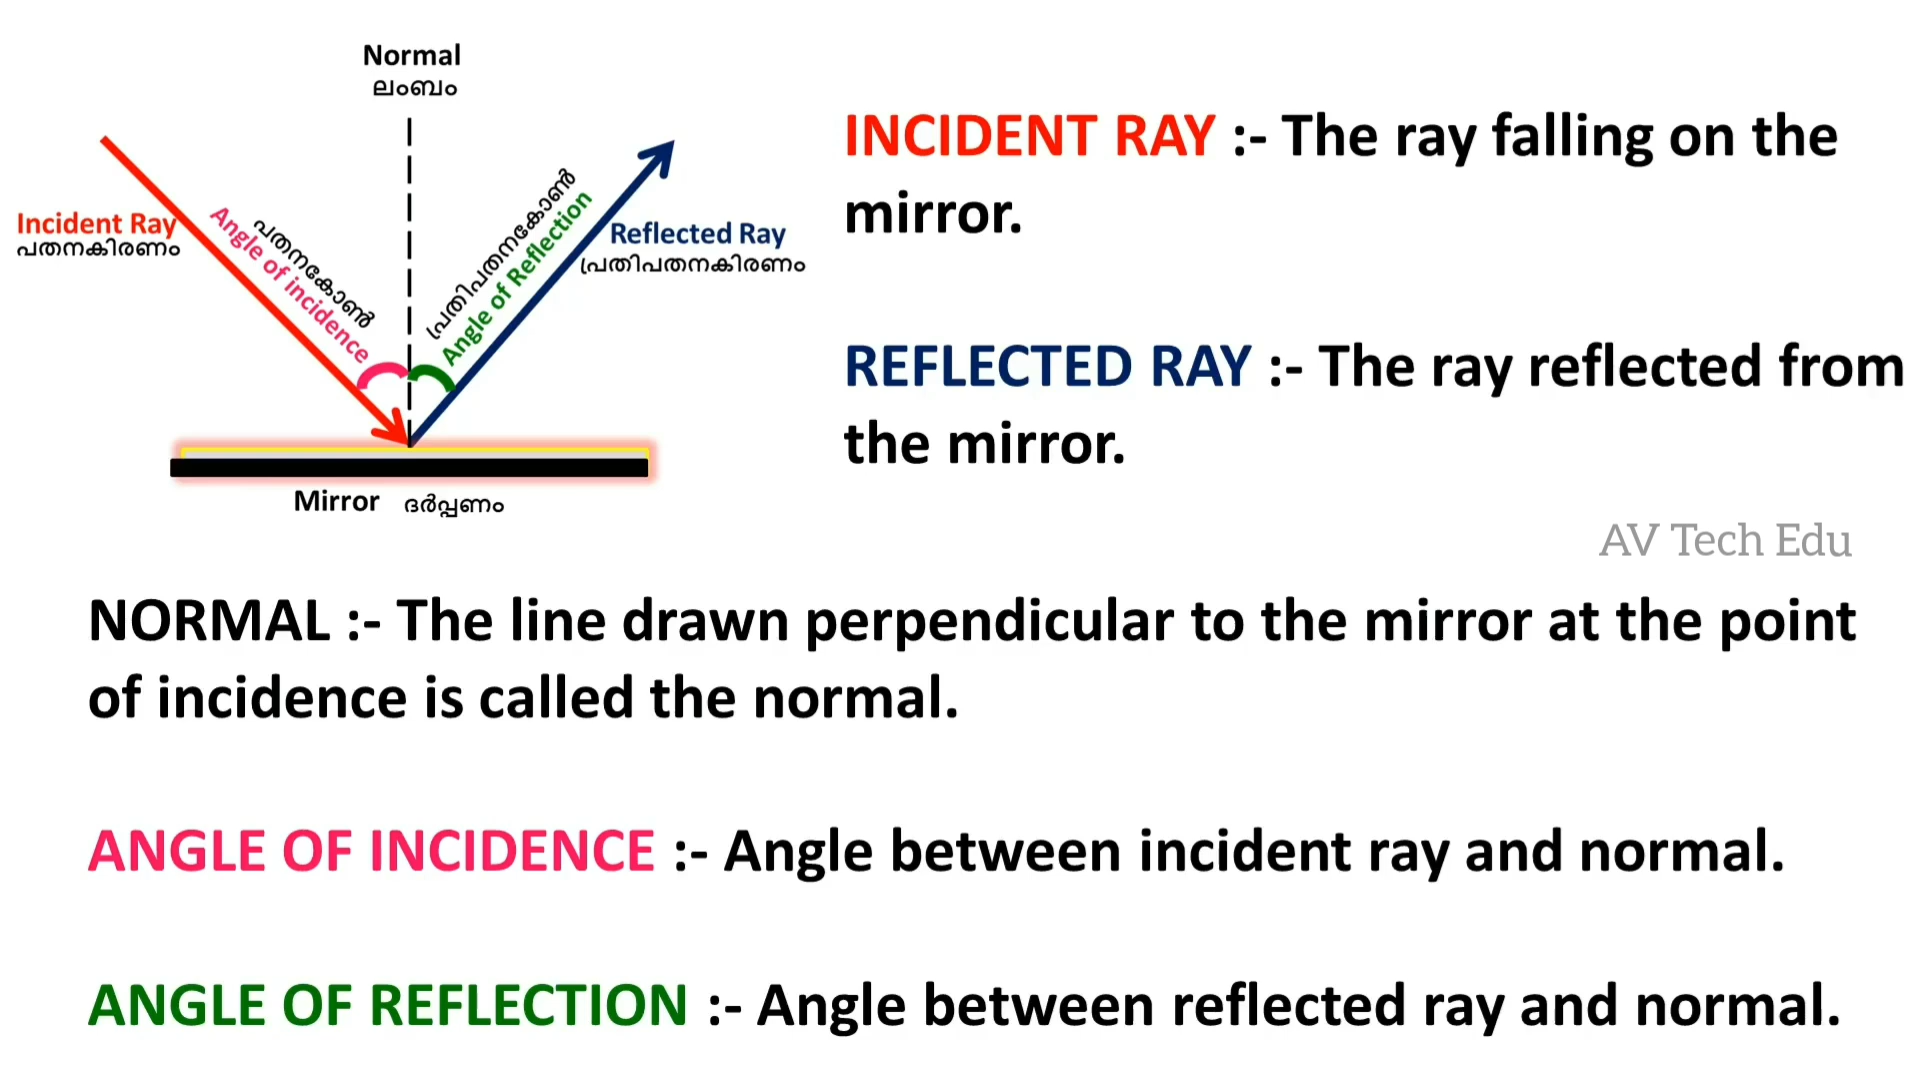 Normal
ലംബം
Incident Ray
പതനകിരണം
Angle of incidence
പതനകോൺ
പ്രതിപതനകോൺ
Angle of Reflection
Reflected Ray
പ്രതിപതനകിരണം
Mirror ദർപ്പണം
INCIDENT RAY :- The ray falling on the
mirror.
REFLECTED RAY :- The ray reflected from
the mirror.
AV Tech Edu
NORMAL :- The line drawn perpendicular to the mirror at the point
of incidence is called the normal.
ANGLE OF INCIDENCE :- Angle between incident ray and normal.
ANGLE OF REFLECTION :- Angle between reflected ray and normal.